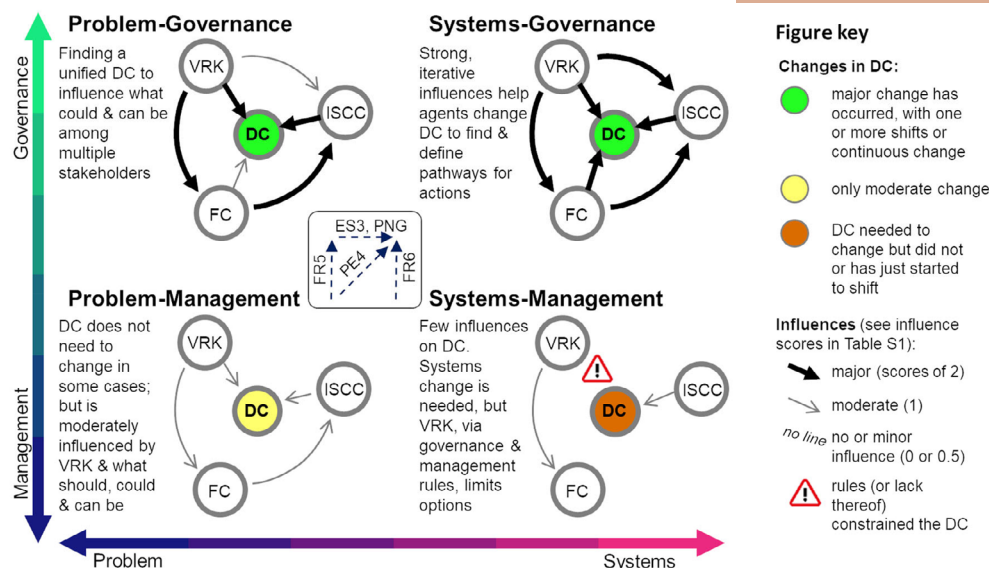 Problem-Governance
Finding a
unified DC to
influence what
could & can be
among
multiple
stakeholders
VRK
ISCC
DC
FC
Systems-Governance
Strong,
iterative
influences help
agents change
DC to find &
define
pathways for
actions
VRK
ISCC
DC
FC
ES3, PNG
FR5
PE4
FR6
Problem-Management
DC does not
need to
change in
some cases;
but is
moderately
influenced by
VRK & what
should, could
& can be
VRK
ISCC
DC
FC
Systems-Management
Few influences
on DC.
Systems
change is
needed, but
VRK, via
governance &
management
rules, limits
options
VRK
!
ISCC
DC
FC
Governance
Management
Problem
Systems
Figure key
Changes in DC:
major change has
occurred, with one
or more shifts or
continuous change
only moderate change
DC needed to
change but did not
or has just started
to shift
Influences (see influence
scores in Table S1):
major (scores of 2)
moderate (1)
no line no or minor
influence (0 or 0.5)
! rules (or lack
thereof)
constrained the DC